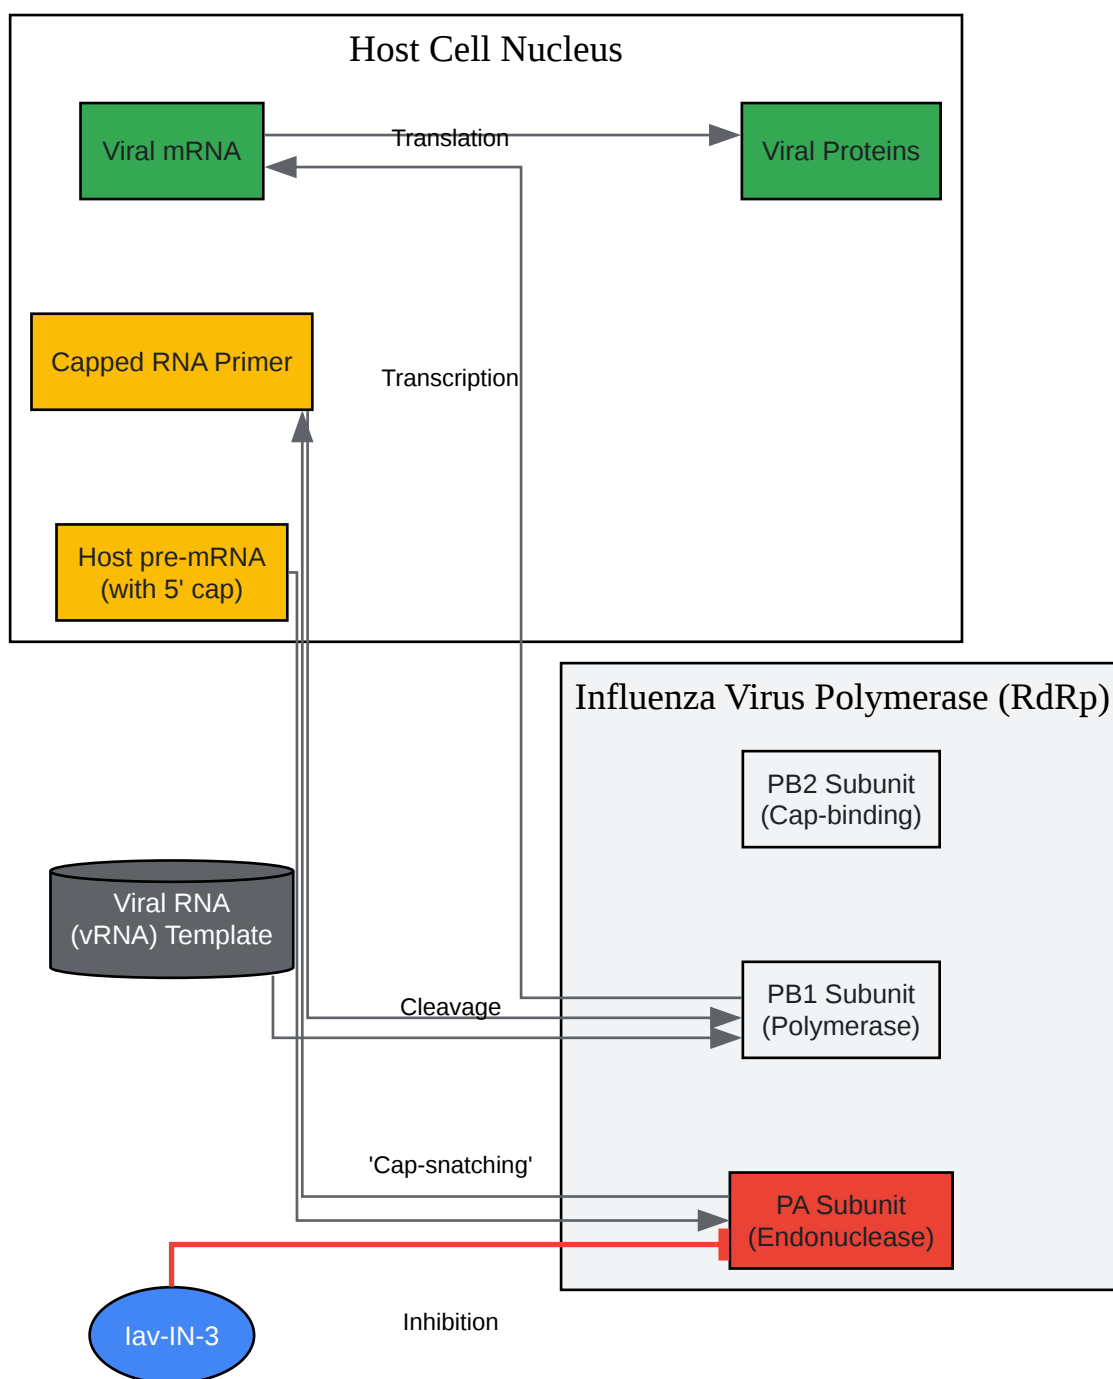 Host Cell Nucleus
Viral mRNA
Translation
Viral Proteins
Capped RNA Primer
Transcription
Host pre-mRNA
(with 5' cap)
Influenza Virus Polymerase (RdRp)
PB2 Subunit
(Cap-binding)
Viral RNA
(vRNA) Template
Cleavage
PB1 Subunit
(Polymerase)
'Cap-snatching'
PA Subunit
(Endonuclease)
Iav-IN-3
Inhibition